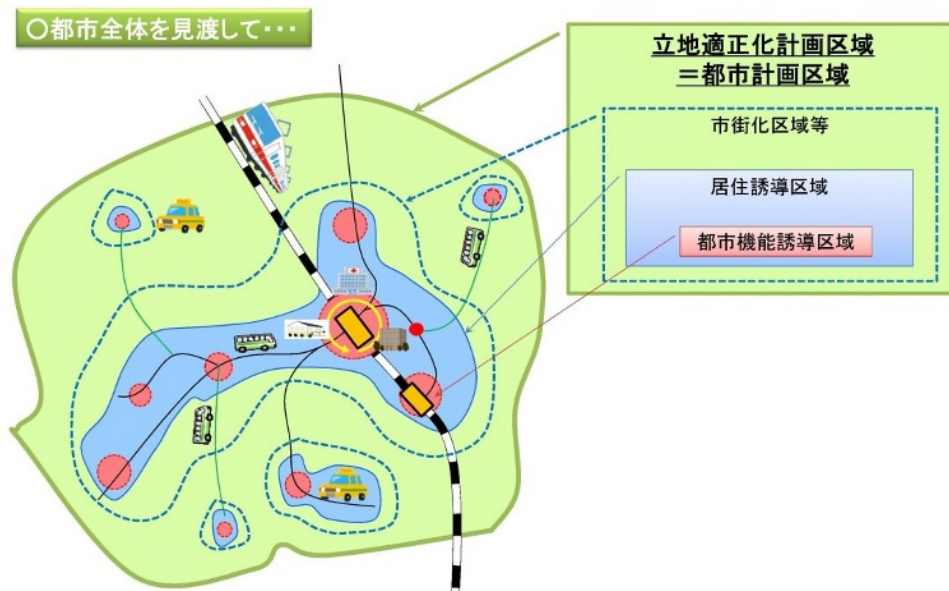 ○都市全体を見渡して・・・
立地適正化計画区域
＝都市計画区域
市街化区域等
居住誘導区域
都市機能誘導区域